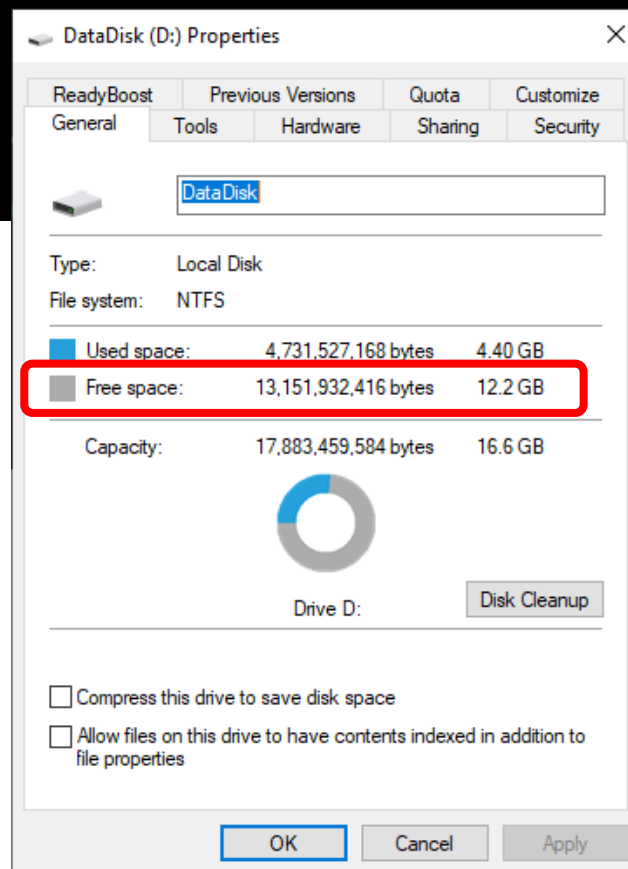 DataDisk (D:) Properties
ReadyBoost Previous Versions Quota Customize
General Tools Hardware Sharing Security
DataDisk
Type: Local Disk
File system: NTFS
Used space: 4,731,527,168 bytes 4.40 GB
Free space: 13,151,932,416 bytes 12.2 GB
Capacity: 17,883,459,584 bytes 16.6 GB
Drive D: Disk Cleanup
Compress this drive to save disk space
Allow files on this drive to have contents indexed in addition to
file properties
OK Cancel Apply